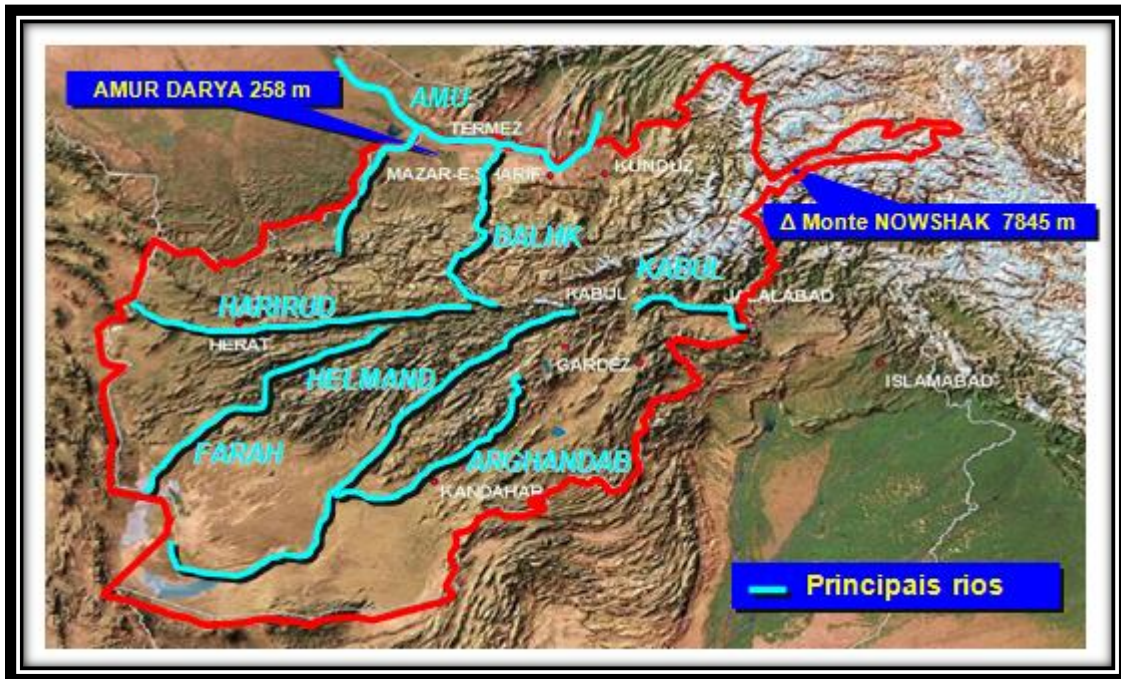 AMUR DARYA 258 m
AMU
TERMEZ
MAZAR-E-SHARIF
KUNDUZ
Δ Monte NOWSHAK 7845 m
BALHK
KABUL
HARIRUD
KABUL
JALALABAD
HERAT
GARDEZ
ISLAMABAD
HELMAND
FARAH
ARGHANDAB
KANDAHAR
Principais rios